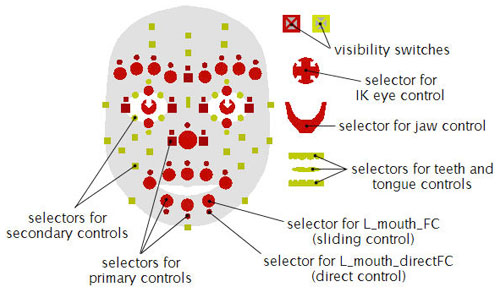 visibility switches
selector for
IK eye control
selector for jaw control
selectors for teeth and
tongue controls
selectors for
secondary controls
selectors for
primary controls
selector for L_mouth_FC
(sliding control)
selector for L_mouth_directFC
(direct control)